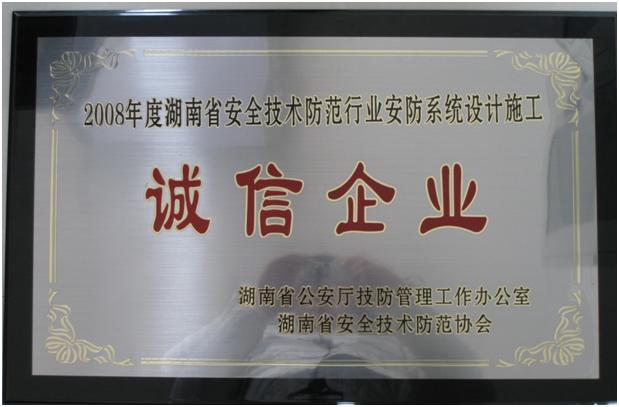 2008年度湖南省安全技术防范行业安防系统设计施工
诚信企业
湖南省公安厅技防管理工作办公室
湖南省安全技术防范协会